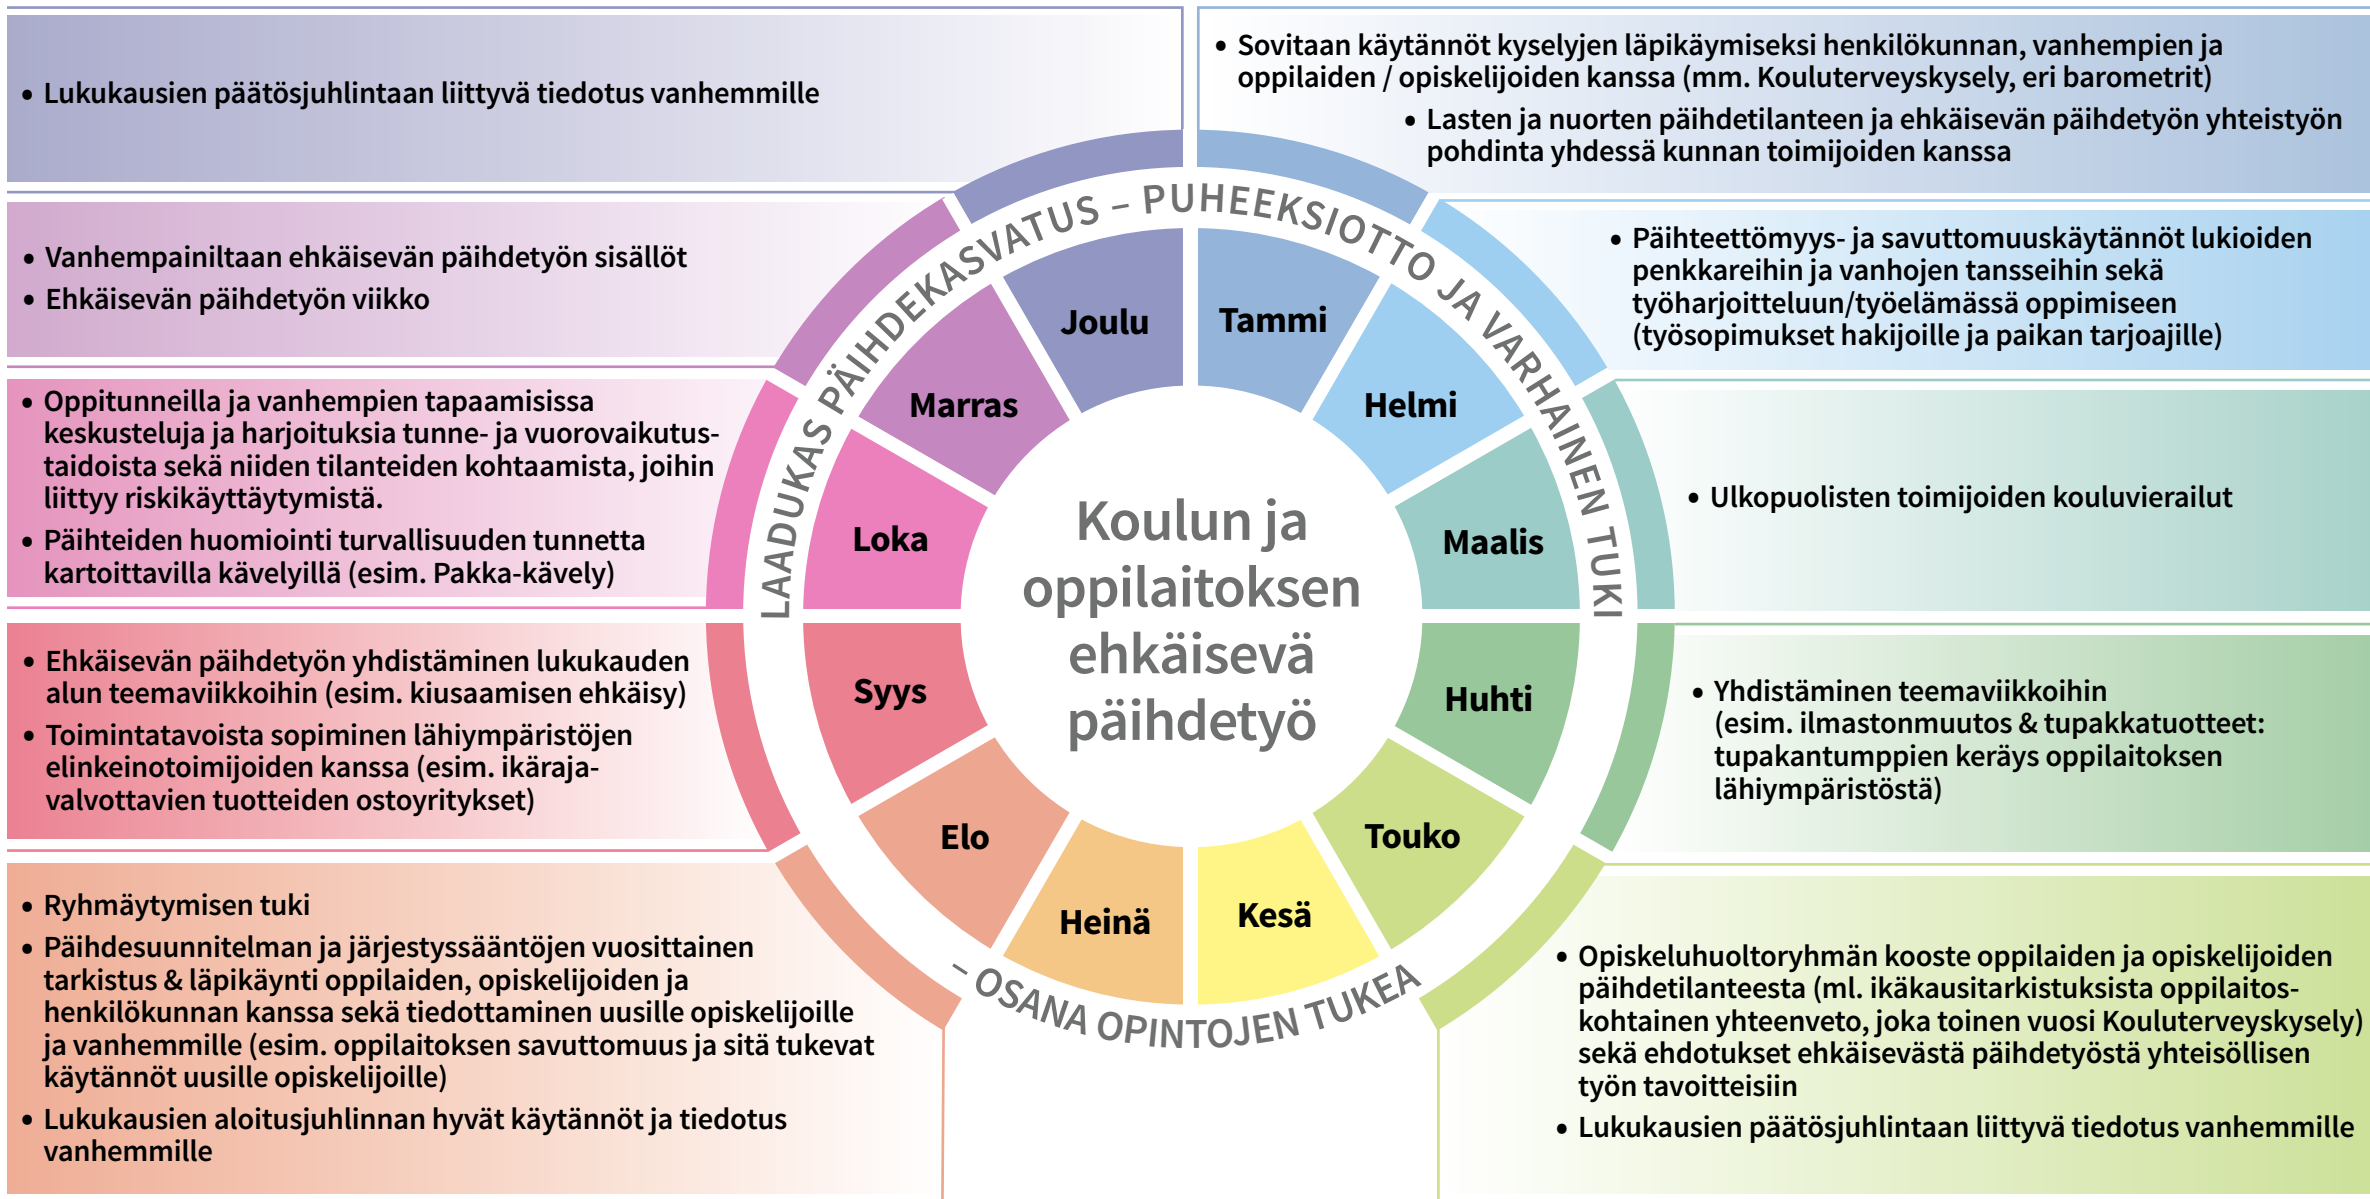 • Lukukausien päätösjuhlintaan liittyvä tiedotus vanhemmille
• Sovitaan käytännöt kyselyjen läpikäymiseksi henkilökunnan, vanhempien ja
oppilaiden / opiskelijoiden kanssa (mm. Kouluterveyskysely, eri barometrit)
• Lasten ja nuorten päihdetilanteen ja ehkäisevän päihdetyön yhteistyön
pohdinta yhdessä kunnan toimijoiden kanssa
• Vanhempainiltaan ehkäisevän päihdetyön sisällöt
• Ehkäisevän päihdetyön viikko
• Päihteettömyys- ja savuttomuuskäytännöt lukioiden
penkkareihin ja vanhojen tansseihin sekä
työharjoitteluun/työelämässä oppimiseen
(työsopimukset hakijoille ja paikan tarjoajille)
• Oppitunneilla ja vanhempien tapaamisissa
keskusteluja ja harjoituksia tunne- ja vuorovaikutus-
taidoista sekä niiden tilanteiden kohtaamista, joihin
liittyy riskikäyttäytymistä.
• Päihteiden huomiointi turvallisuuden tunnetta
kartoittavilla kävelyillä (esim. Pakka-kävely)
• Ulkopuolisten toimijoiden kouluvierailut
• Ehkäisevän päihdetyön yhdistäminen lukukauden
alun teemaviikkoihin (esim. kiusaamisen ehkäisy)
• Toimintatavoista sopiminen lähiympäristöjen
elinkeinotoimijoiden kanssa (esim. ikäraja-
valvottavien tuotteiden ostoyritykset)
• Yhdistäminen teemaviikkoihin
(esim. ilmastonmuutos & tupakkatuotteet:
tupakantumppien keräys oppilaitoksen
lähiympäristöstä)
• Ryhmäytymisen tuki
• Päihdesuunnitelman ja järjestyssääntöjen vuosittainen
tarkistus & läpikäynti oppilaiden, opiskelijoiden ja
henkilökunnan kanssa sekä tiedottaminen uusille opiskelijoille
ja vanhemmille (esim. oppilaitoksen savuttomuus ja sitä tukevat
käytännöt uusille opiskelijoille)
• Lukukausien aloitusjuhlinnan hyvät käytännöt ja tiedotus
vanhemmille
• Opiskeluhuoltoryhmän kooste oppilaiden ja opiskelijoiden
päihdetilanteesta (ml. ikäkausitarkistuksista oppilaitos-
kohtainen yhteenveto, joka toinen vuosi Kouluterveyskysely)
sekä ehdotukset ehkäisevästä päihdetyöstä yhteisöllisen
työn tavoitteisiin
• Lukukausien päätösjuhlintaan liittyvä tiedotus vanhemmille
LAADUKAS PÄIHDEKASVATUS – PUHEEKSIOTTO JA VARHAINEN TUKI
– OSANA OPINTOJEN TUKEA
Tammi
Helmi
Maalis
Huhti
Touko
Kesä
Heinä
Elo
Syys
Loka
Marras
Joulu
Koulun ja
oppilaitoksen
ehkäisevä
päihdetyö